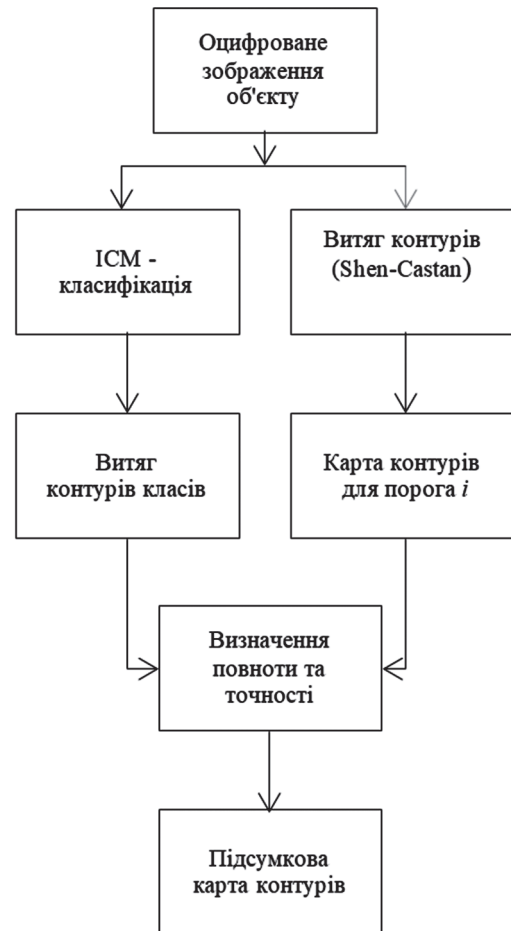 Оцифроване
зображення
об'єкту
ІСМ -
класифікація
Витяг контурів
(Shen-Castan)
Витяг
контурів класів
Карта контурів
для порога i
Визначення
повноти та
точності
Підсумкова
карта контурів